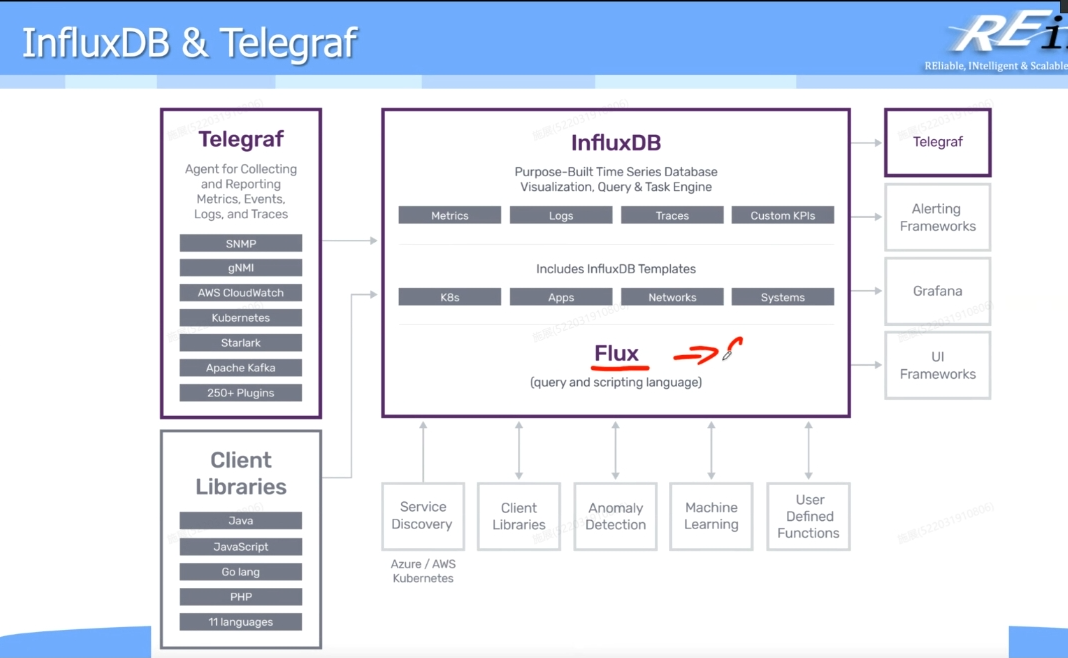 InfluxDB & Telegraf
REliable, INtelligent & Scalable
Telegraf
Agent for Collecting
and Reporting
Metrics, Events,
Logs, and Traces
SNMP
gNMI
AWS CloudWatch
Kubernetes
Starlark
Apache Kafka
250+ Plugins
Client
Libraries
Java
JavaScript
Go lang
PHP
11 languages
InfluxDB
Purpose-Built Time Series Database
Visualization, Query & Task Engine
Metrics
Logs
Traces
Custom KPIs
Includes InfluxDB Templates
K8s
Apps
Networks
Systems
Flux
(query and scripting language)
Service
Discovery
Azure / AWS
Kubernetes
Client
Libraries
Anomaly
Detection
Machine
Learning
User
Defined
Functions
Telegraf
Alerting
Frameworks
Grafana
UI
Frameworks